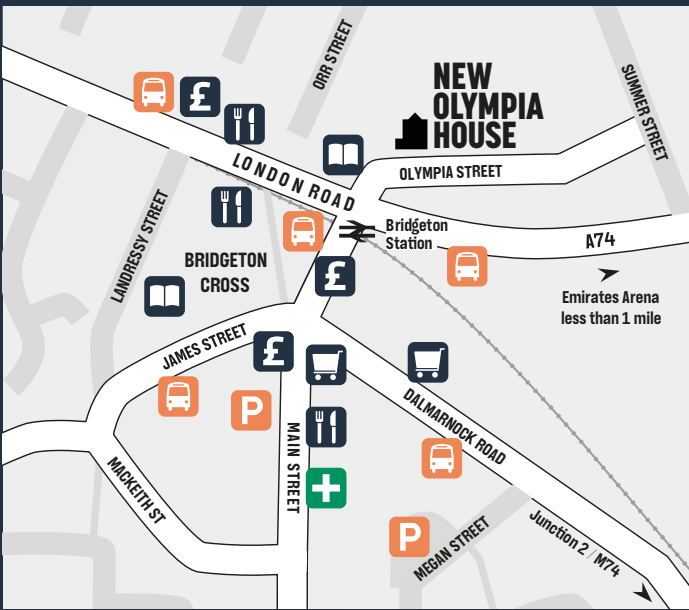 ORR STREET
NEW
OLYMPIA
HOUSE
SUMMER STREET
£
LONDON ROAD
OLYMPIA STREET
LANDRESSY STREET
Bridgeton
Station
A74
BRIDGETON
CROSS
£
Emirates Arena
less than 1 mile
JAMES STREET
£
P
DALMARNOCK ROAD
MAIN STREET
MACKEITH ST
P
MEGAN STREET
Junction 2 / M74